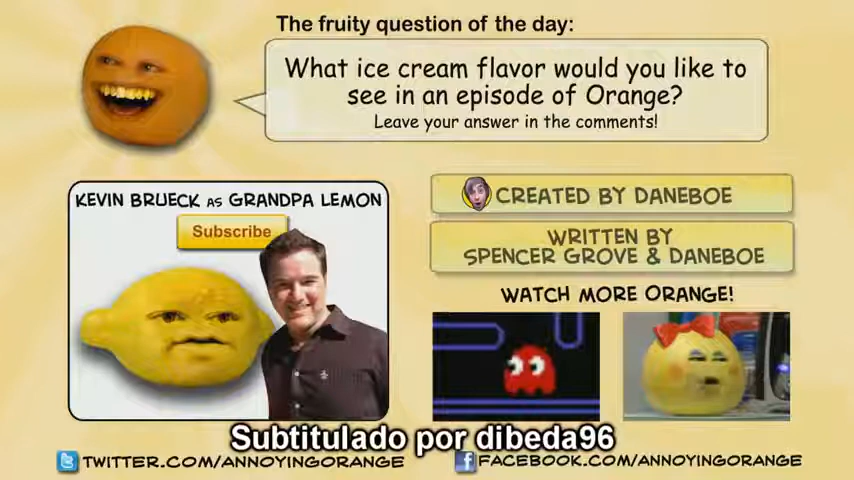 The fruity question of the day:
What ice cream flavor would you like to
see in an episode of Orange?
Leave your answer in the comments!
KEVIN BRUECK AS GRANDPA LEMON
Subscribe
CREATED BY DANEBOE
WRITTEN BY
SPENCER GROVE & DANEBOE
WATCH MORE ORANGE!
Subtitulado por dibeda96
TWITTER.COM/ANNOYINGORANGE
FACEBOOK.COM/ANNOYINGORANGE